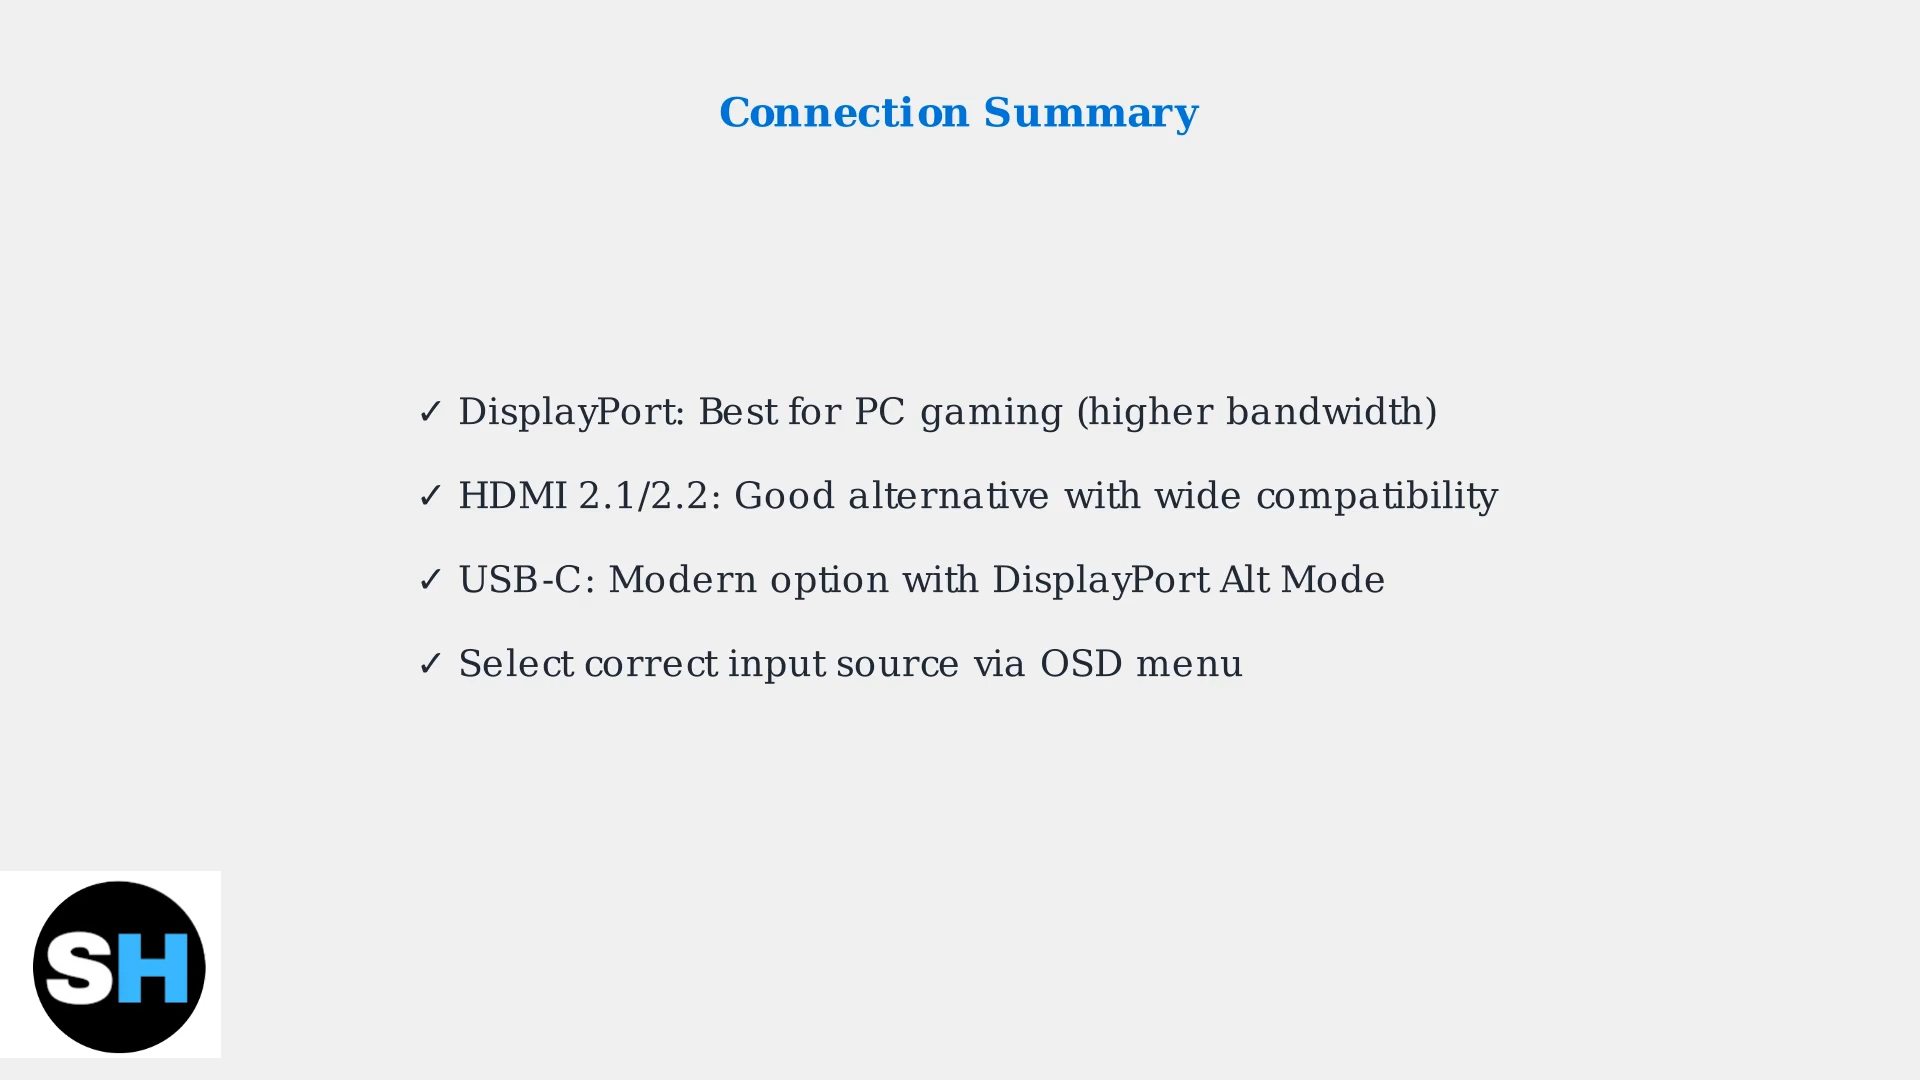 Connection Summary
✓ DisplayPort: Best for PC gaming (higher bandwidth)
✓ HDMI 2.1/2.2: Good alternative with wide compatibility
✓ USB-C: Modern option with DisplayPort Alt Mode
✓ Select correct input source via OSD menu
SH